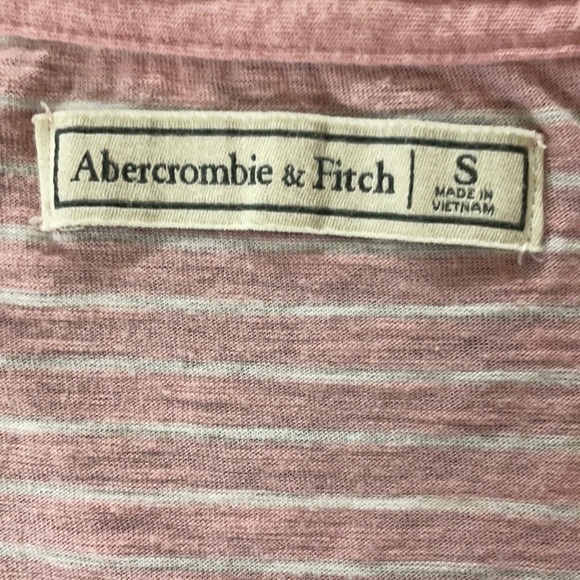 Abercrombie & Fitch
S
MADE IN
VIETNAM